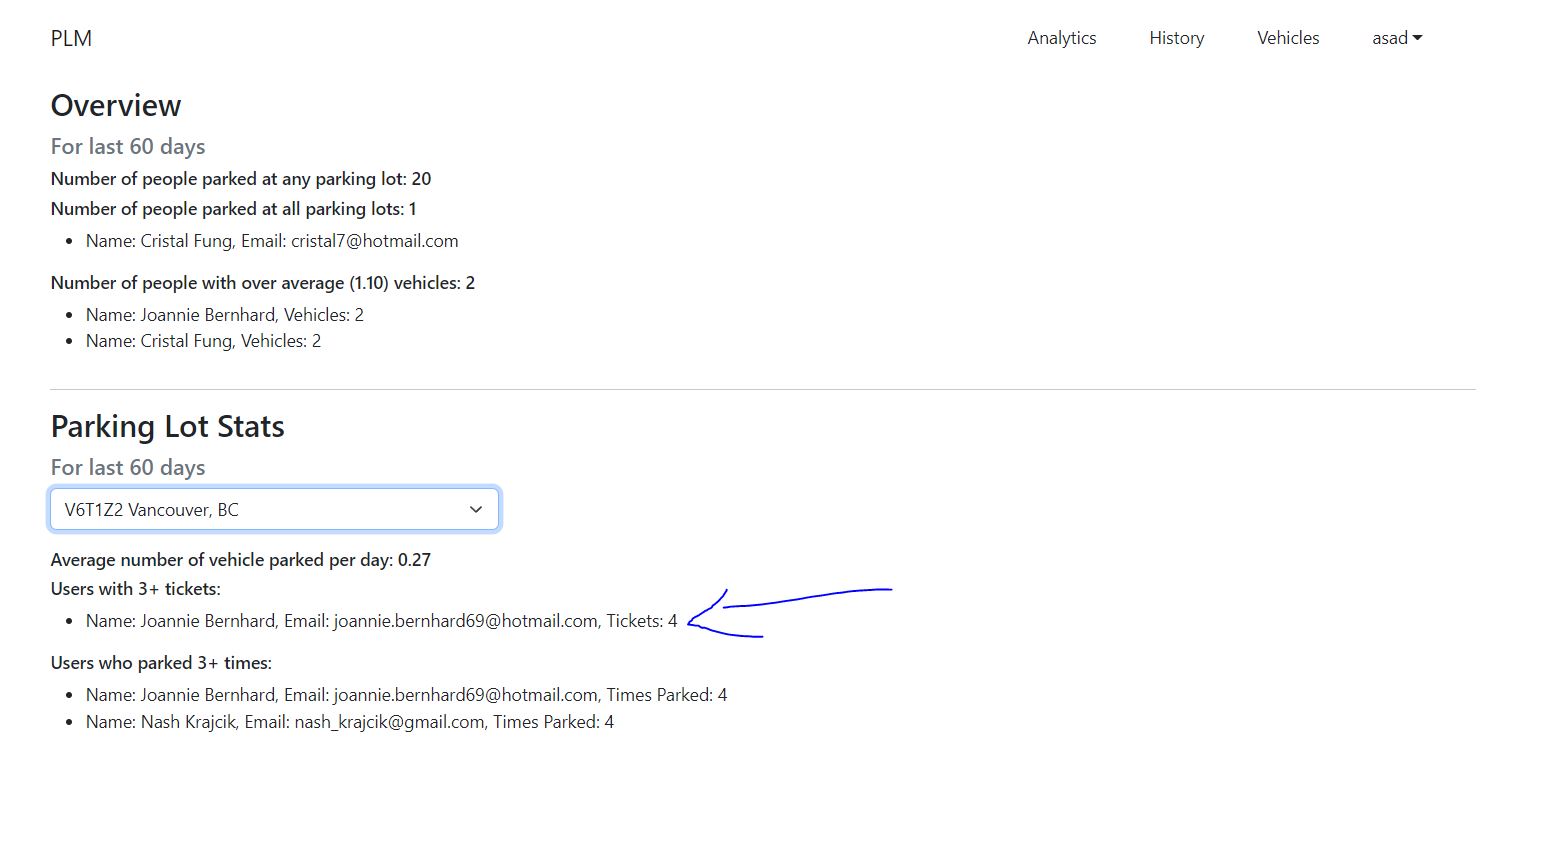 PLM
Analytics
History
Vehicles
asad
Overview
For last 60 days
Number of people parked at any parking lot: 20
Number of people parked at all parking lots: 1
Name: Cristal Fung, Email: cristal7@hotmail.com
Number of people with over average (1.10) vehicles: 2
Name: Joannie Bernhard, Vehicles: 2
Name: Cristal Fung, Vehicles: 2
Parking Lot Stats
For last 60 days
V6T1Z2 Vancouver, BC
Average number of vehicle parked per day: 0.27
Users with 3+ tickets:
Name: Joannie Bernhard, Email: joannie.bernhard69@hotmail.com, Tickets: 4
Users who parked 3+ times:
Name: Joannie Bernhard, Email: joannie.bernhard69@hotmail.com, Times Parked: 4
Name: Nash Krajcik, Email: nash_krajcik@gmail.com, Times Parked: 4